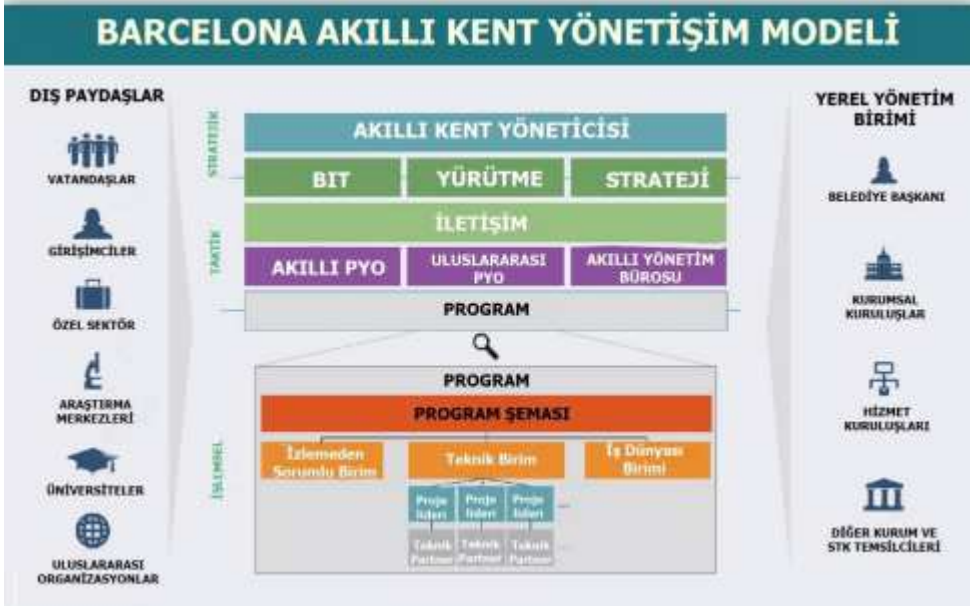 BARCELONA AKILLI KENT YÖNETİŞİM MODELİ
DIŞ PAYDAŞLAR
VATANDAŞLAR
GİRİŞİMCİLER
ÖZEL SEKTÖR
ARAŞTIRMA
MERKEZLERİ
ÜNİVERSİTELER
ULUSLARARASI
ORGANİZASYONLAR
STRATEJİK
AKILLI KENT YÖNETİCİSİ
BIT
YÜRÜTME
STRATEJİ
TAKTİK
İLETİŞİM
AKILLI PYO
ULUSLARARASI
PYO
AKILLI YÖNETİM
BÜROSU
PROGRAM
İŞLEMSEL
PROGRAM
PROGRAM ŞEMASI
İzlemeden
Sorumlu Birim
Teknik Birim
İş Dünyası
Birimi
Proje
lideri
Proje
lideri
Proje
lideri
Teknik
Partner
Teknik
Partner
Teknik
Partner
YEREL YÖNETİM
BİRİMİ
BELEDİYE BAŞKANI
KURUMSAL
KURULUŞLAR
HİZMET
KURULUŞLARI
DİĞER KURUM VE
STK TEMSİLCİLERİ